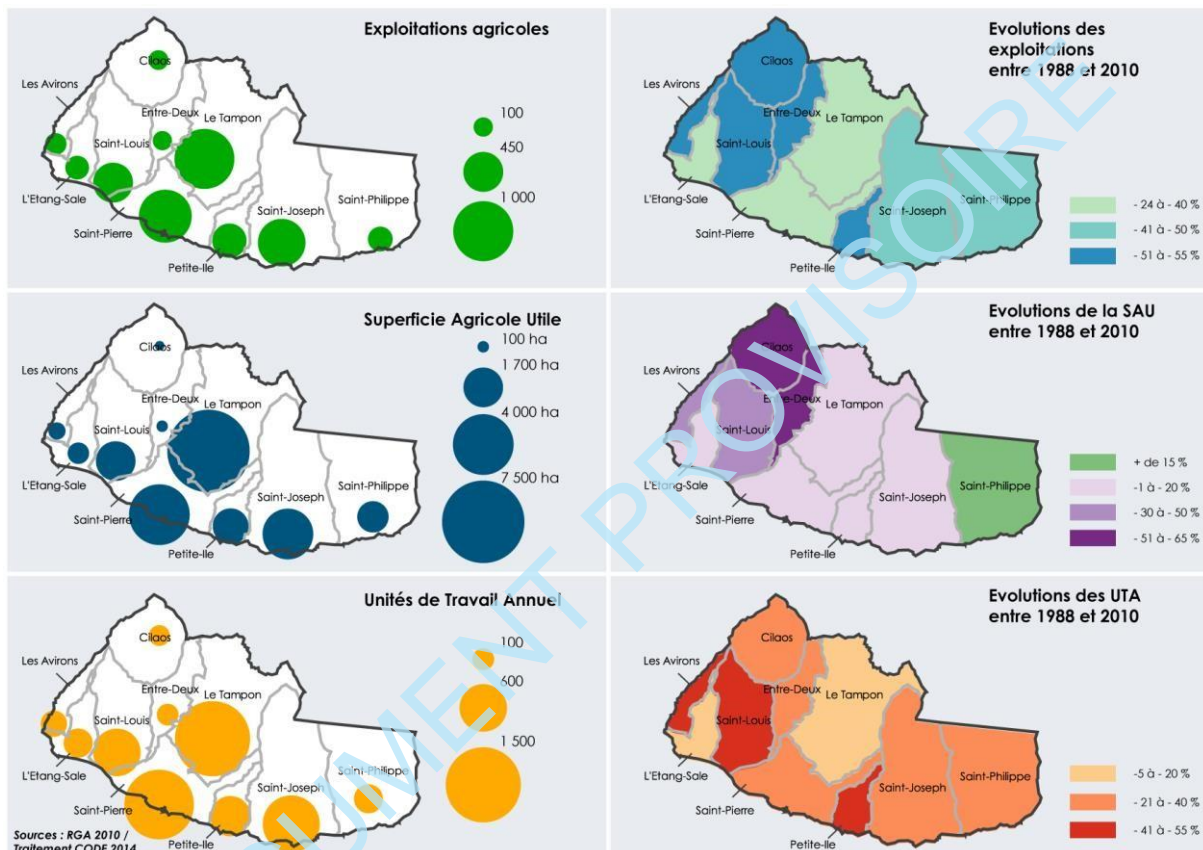 Exploitations agricoles
Cilaos
Les Avirons
Entre-Deux
Le Tampon
Saint-Louis
L'Etang-Sale
Saint-Joseph
Saint-Philippe
Saint-Pierre
Petite-Ile
100
450
1 000
Evolutions des
exploitations
entre 1988 et 2010
Cilaos
Les Avirons
Entre-Deux
Le Tampon
Saint-Louis
L'Etang-Sale
Saint-Joseph
Saint-Philippe
Saint-Pierre
Petite-Ile
- 24 à - 40 %
- 41 à - 50 %
- 51 à - 55 %
Superficie Agricole Utile
Cilaos
Les Avirons
Entre-Deux
Le Tampon
Saint-Louis
L'Etang-Sale
Saint-Joseph
Saint-Philippe
Saint-Pierre
Petite-Ile
100 ha
1 700 ha
4 000 ha
7 500 ha
Evolutions de la SAU
entre 1988 et 2010
Cilaos
Les Avirons
Entre-Deux
Le Tampon
Saint-Louis
L'Etang-Sale
Saint-Joseph
Saint-Philippe
Saint-Pierre
Petite-Ile
+ de 15 %
-1 à - 20 %
- 30 à - 50 %
- 51 à - 65 %
Unités de Travail Annuel
Cilaos
Les Avirons
Entre-Deux
Le Tampon
Saint-Louis
L'Etang-Sale
Saint-Joseph
Saint-Philippe
Saint-Pierre
Petite-Ile
100
600
1 500
Sources : RGA 2010 /
Traitement CODE 2014
Evolutions des UTA
entre 1988 et 2010
Cilaos
Les Avirons
Entre-Deux
Le Tampon
Saint-Louis
L'Etang-Sale
Saint-Joseph
Saint-Philippe
Saint-Pierre
Petite-Ile
-5 à - 20 %
- 21 à - 40 %
- 41 à - 55 %
UMENT PROVISOIRE